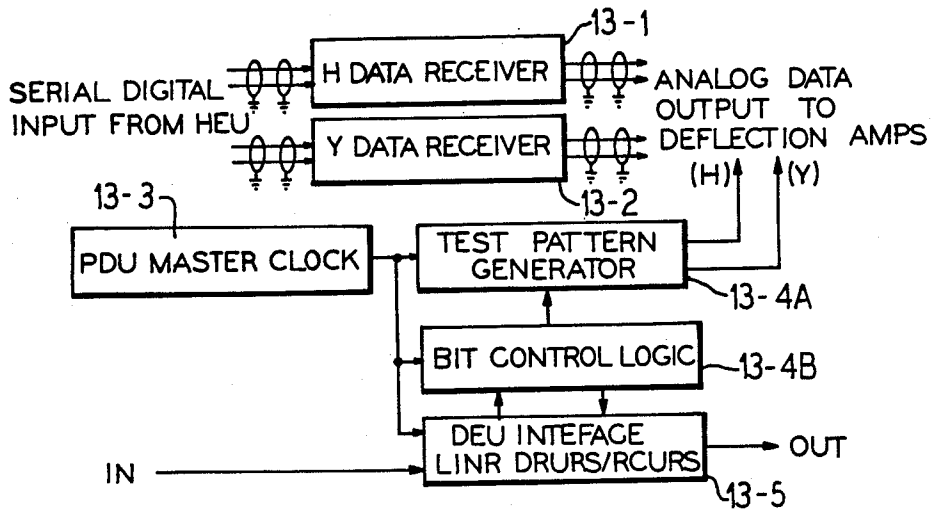 13-1
H DATA RECEIVER
SERIAL DIGITAL
INPUT FROM HEU
ANALOG DATA
OUTPUT TO
DEFLECTION AMPS
(H)
(Y)
Y DATA RECEIVER
13-2
13-3
PDU MASTER CLOCK
TEST PATTERN
GENERATOR
13-4A
BIT CONTROL LOGIC
13-4B
DEU INTEFACE
LINR DRURS/RCURS
IN
OUT
13-5